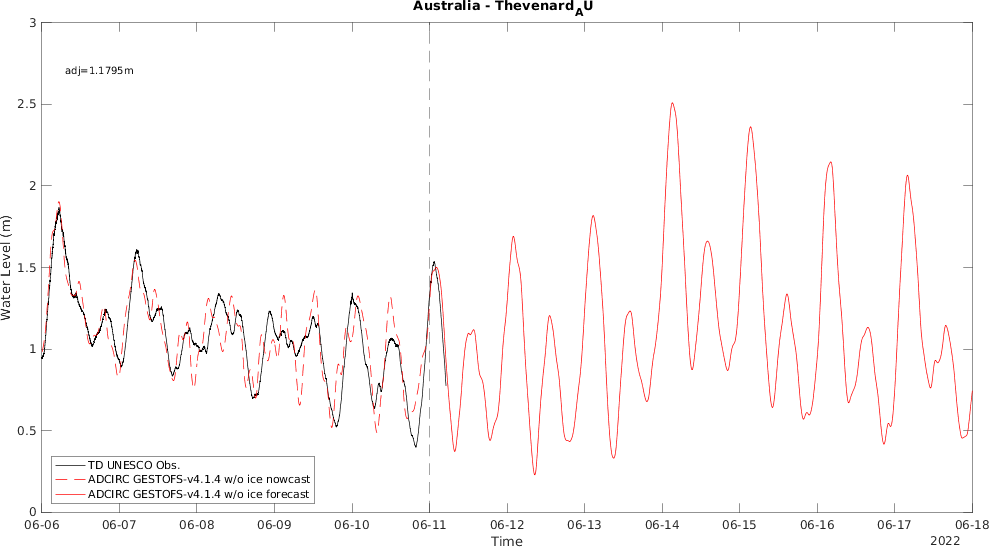 Australia - Thevenard_AU
3
adj=1.1795m
2.5
2
1.5
1
0.5
0
Water Level (m)
TD UNESCO Obs.
ADCIRC GESTOFS-v4.1.4 w/o ice nowcast
ADCIRC GESTOFS-v4.1.4 w/o ice forecast
06-06 06-07 06-08 06-09 06-10 06-11 06-12 06-13 06-14 06-15 06-16 06-17 06-18
Time
2022